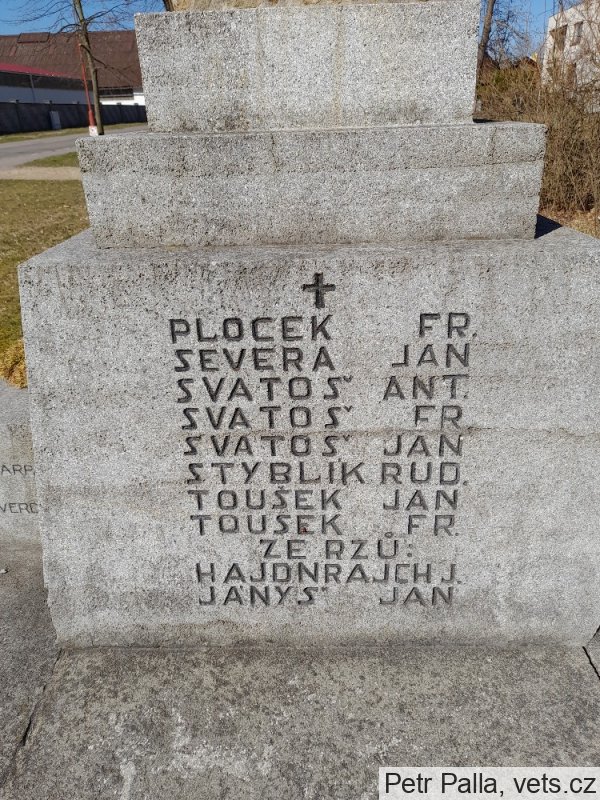 PLOCEK FR.
SEVERA JAN
SVATOŠ ANT.
SVATOŠ FR
SVATOŠ JAN
STYBLÍK RUD.
TOUŠEK JAN
TOUŠEK FR.
ZE RZŮ:
HAJDNRAJCH J.
JANÝŠ JAN
Petr Palla, vets.cz